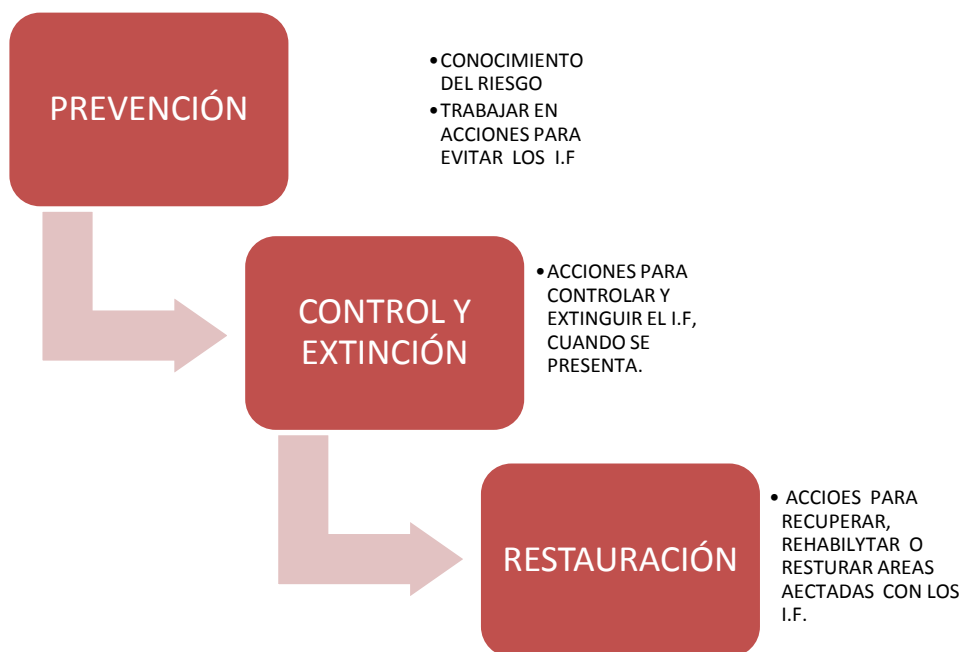 PREVENCIÓN
•CONOCIMIENTO
DEL RIESGO
•TRABAJAR EN
ACCIONES PARA
EVITAR LOS I.F
CONTROL Y
EXTINCIÓN
•ACCIONES PARA
CONTROLAR Y
EXTINGUIR EL I.F,
CUANDO SE
PRESENTA.
RESTAURACIÓN
• ACCIOES PARA
RECUPERAR,
REHABILYTAR O
RESTURAR AREAS
AECTADAS CON LOS
I.F.